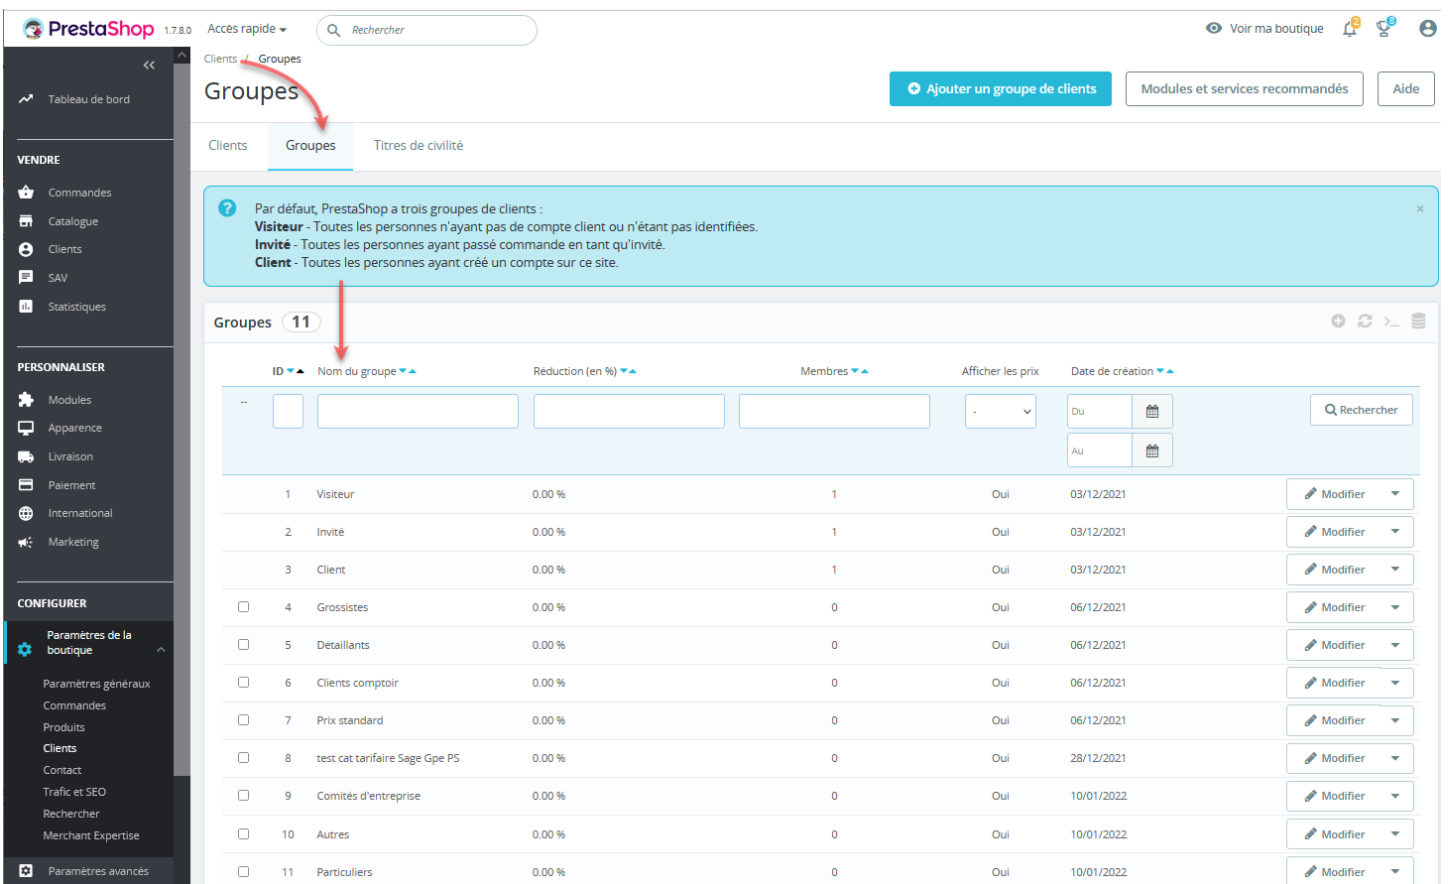 PrestaShop 1.7.8.0 Accès rapide Rechercher Voir ma boutique 2 8
Clients / Groupes
Groupes
Ajouter un groupe de clients Modules et services recommandés Aide
Clients Groupes Titres de civilité
Tableau de bord
VENDRE
Commandes
Catalogue
Clients
SAV
Statistiques
PERSONNALISER
Modules
Apparence
Livraison
Paiement
International
Marketing
CONFIGURER
Paramètres de la
boutique
Paramètres généraux
Commandes
Produits
Clients
Contact
Trafic et SEO
Rechercher
Merchant Expertise
Paramètres avancés
Par défaut, PrestaShop a trois groupes de clients :
Visiteur - Toutes les personnes n'ayant pas de compte client ou n'étant pas identifiées.
Invité - Toutes les personnes ayant passé commande en tant qu'invité.
Client - Toutes les personnes ayant créé un compte sur ce site.
Groupes 11
ID Nom du groupe Réduction (en %) Membres Afficher les prix Date de création
-- - Du Rechercher
Au
1 Visiteur 0.00 % 1 Oui 03/12/2021 Modifier
2 Invité 0.00 % 1 Oui 03/12/2021 Modifier
3 Client 0.00 % 1 Oui 03/12/2021 Modifier
4 Grossistes 0.00 % 0 Oui 06/12/2021 Modifier
5 Détaillants 0.00 % 0 Oui 06/12/2021 Modifier
6 Clients comptoir 0.00 % 0 Oui 06/12/2021 Modifier
7 Prix standard 0.00 % 0 Oui 06/12/2021 Modifier
8 test cat tarifaire Sage Gpe PS 0.00 % 0 Oui 28/12/2021 Modifier
9 Comités d'entreprise 0.00 % 0 Oui 10/01/2022 Modifier
10 Autres 0.00 % 0 Oui 10/01/2022 Modifier
11 Particuliers 0.00 % 0 Oui 10/01/2022 Modifier